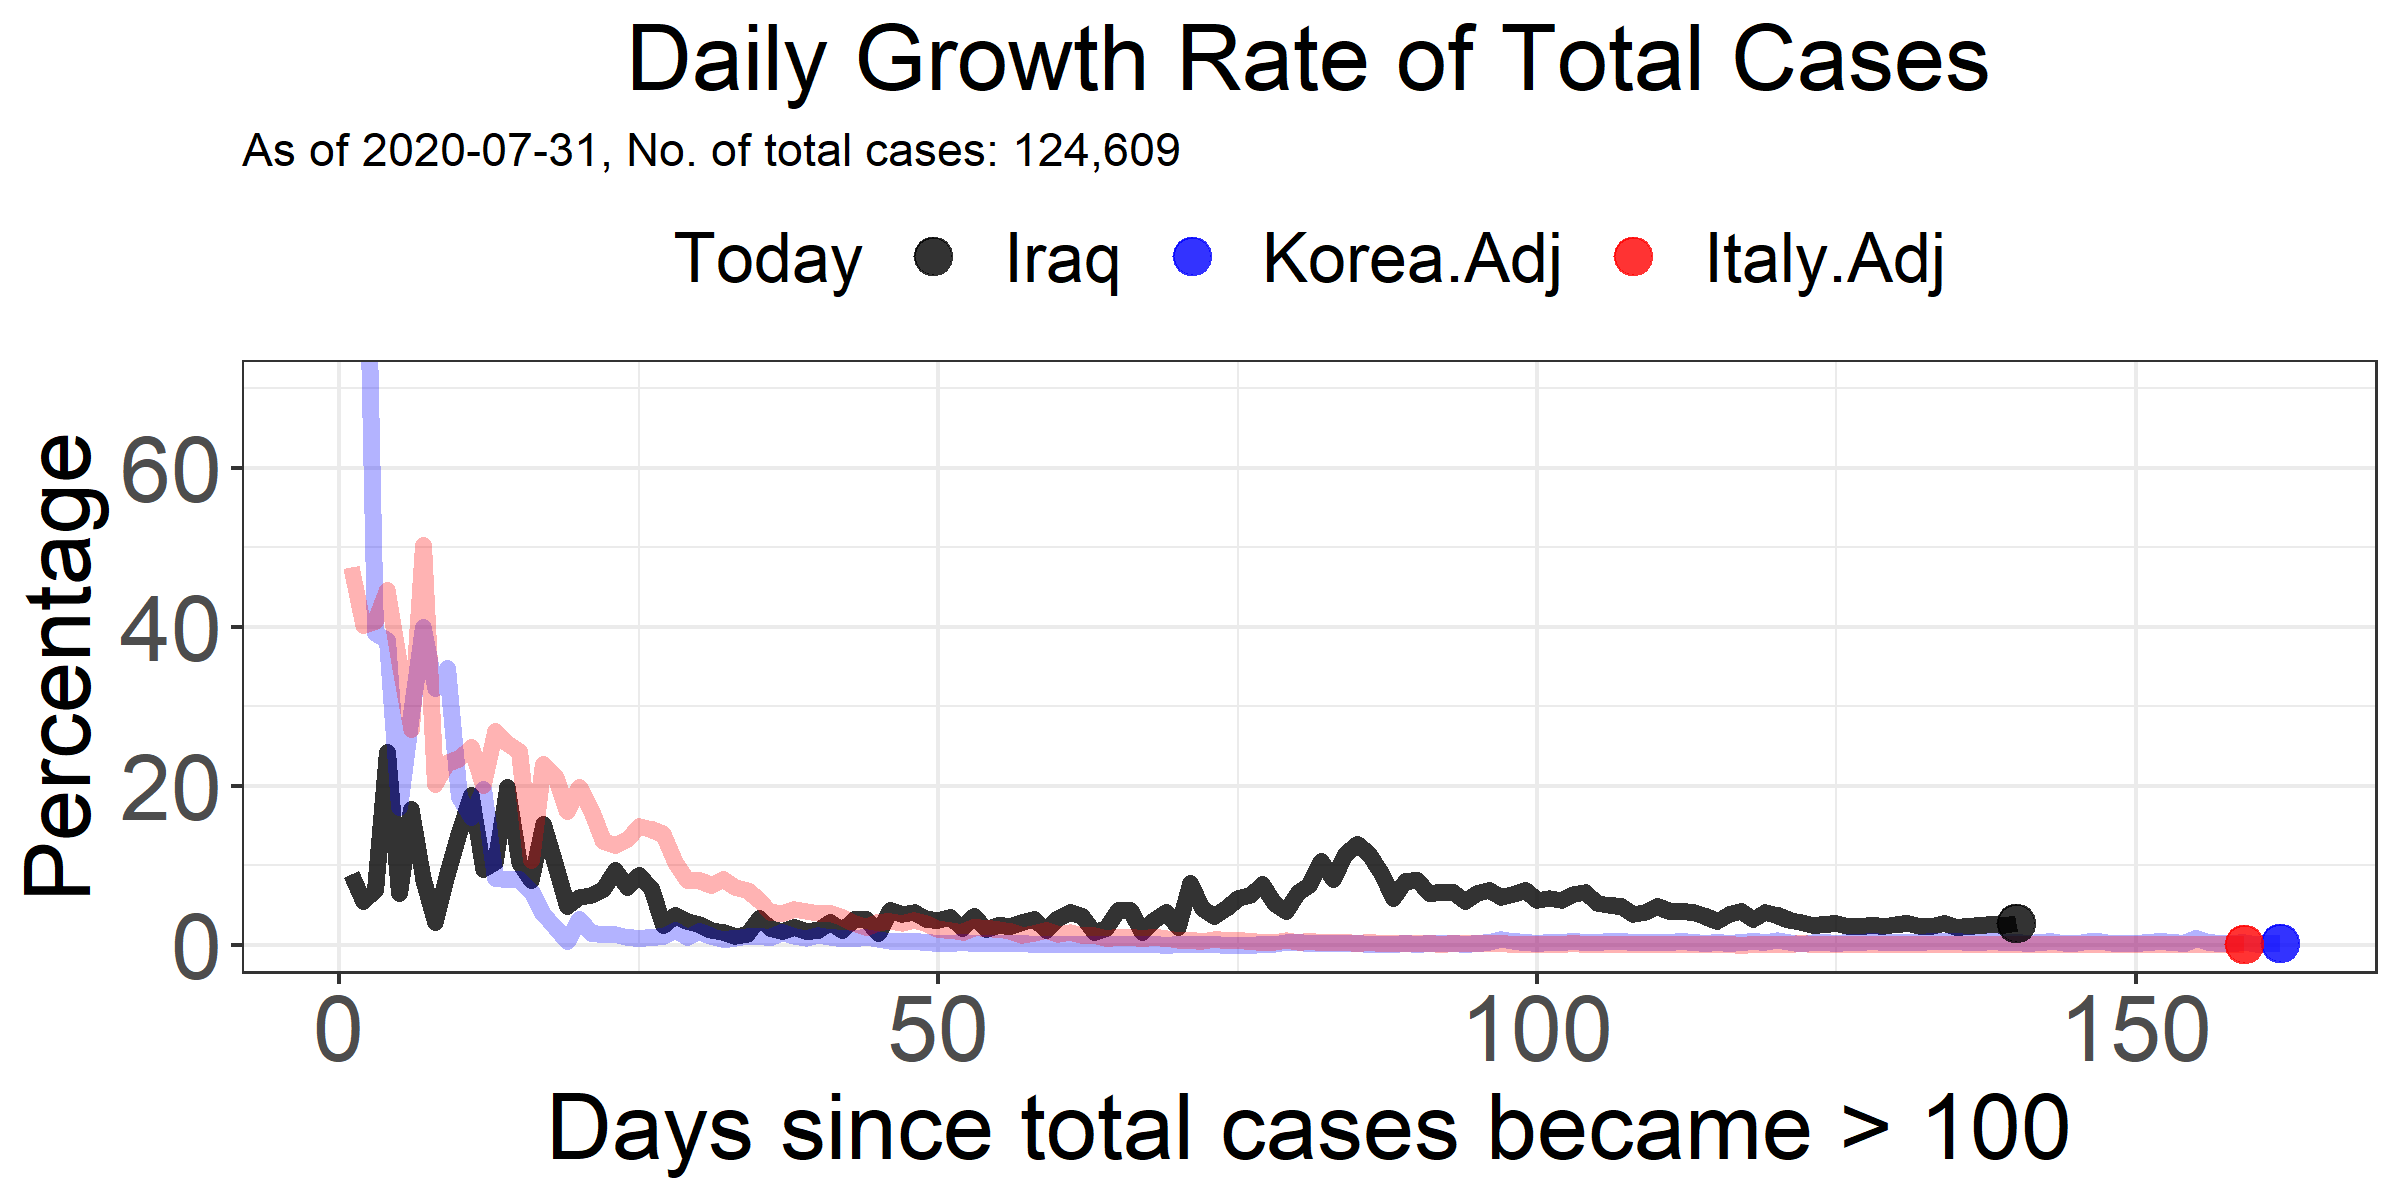 Daily Growth Rate of Total Cases
As of 2020-07-31, No. of total cases: 124,609
Today Iraq Korea.Adj Italy.Adj
Percentage
60
40
20
0
0 50 100 150
Days since total cases became > 100